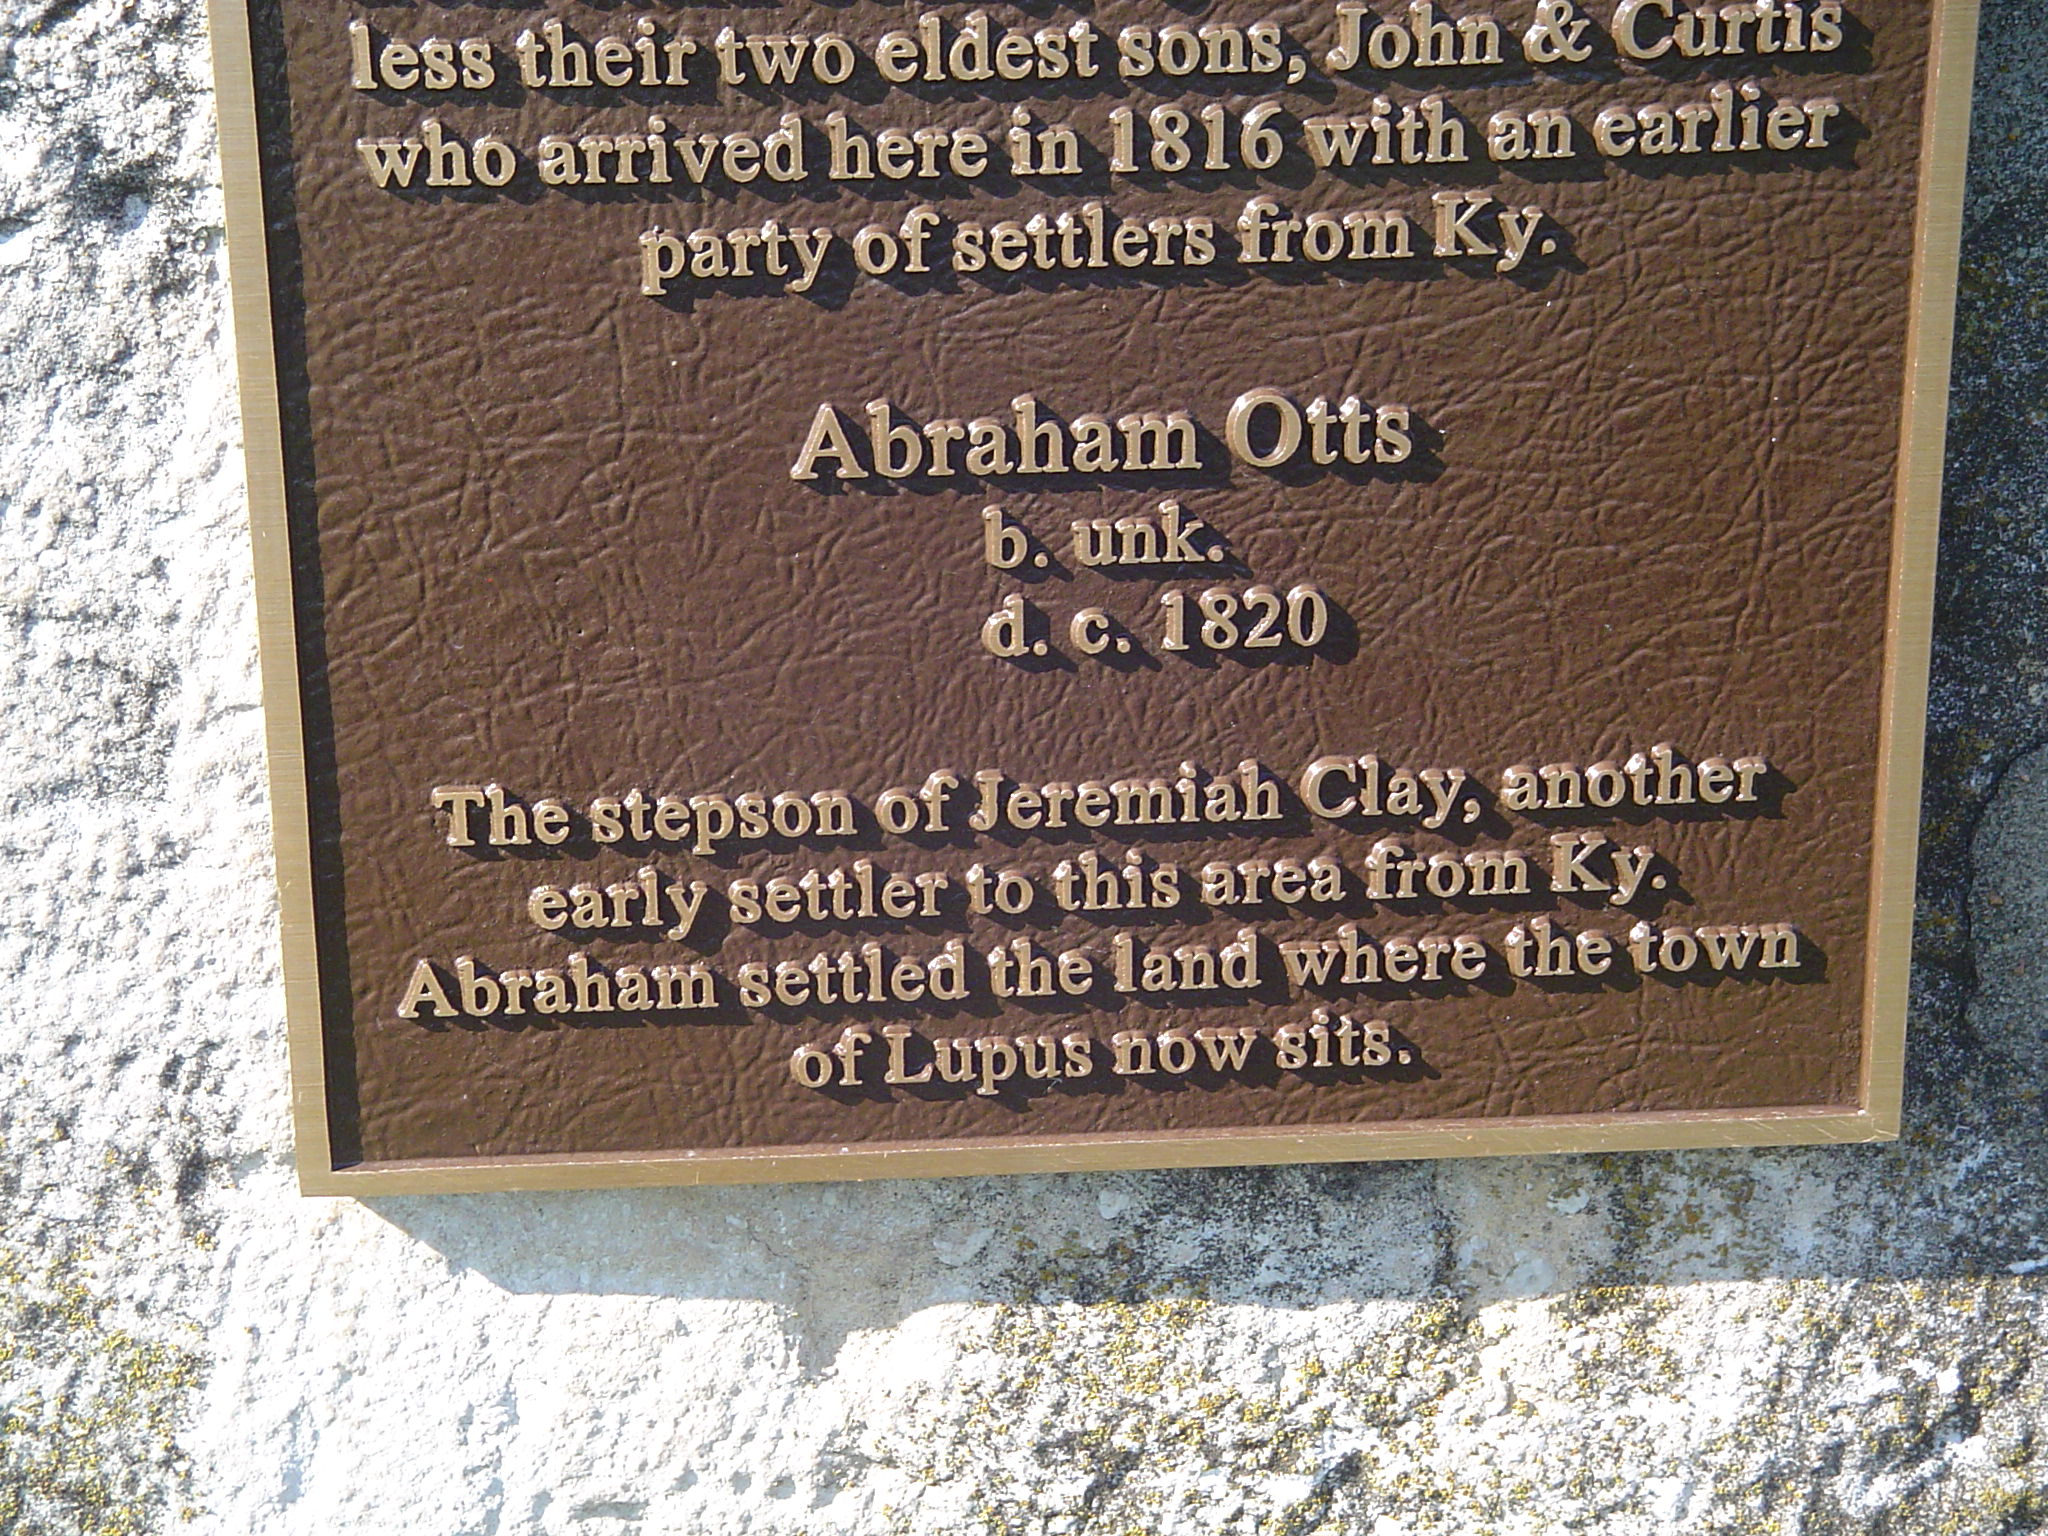 less their two eldest sons, John & Curtis
who arrived here in 1816 with an earlier
party of settlers from Ky.
Abraham Otts
b. unk.
d. c. 1820
The stepson of Jeremiah Clay, another
early settler to this area from Ky.
Abraham settled the land where the town
of Lupus now sits.